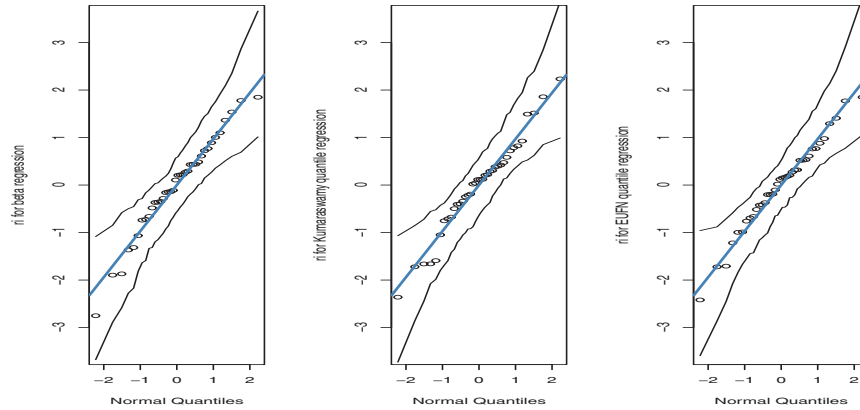 ri for beta regression
3
2
1
0
-1
-2
-3
-2 -1 0 1 2
Normal Quantiles
ri for Kumaraswamy quantile regression
3
2
1
0
-1
-2
-3
-2 -1 0 1 2
Normal Quantiles
ri for EUFN quantile regression
3
2
1
0
-1
-2
-3
-2 -1 0 1 2
Normal Quantiles